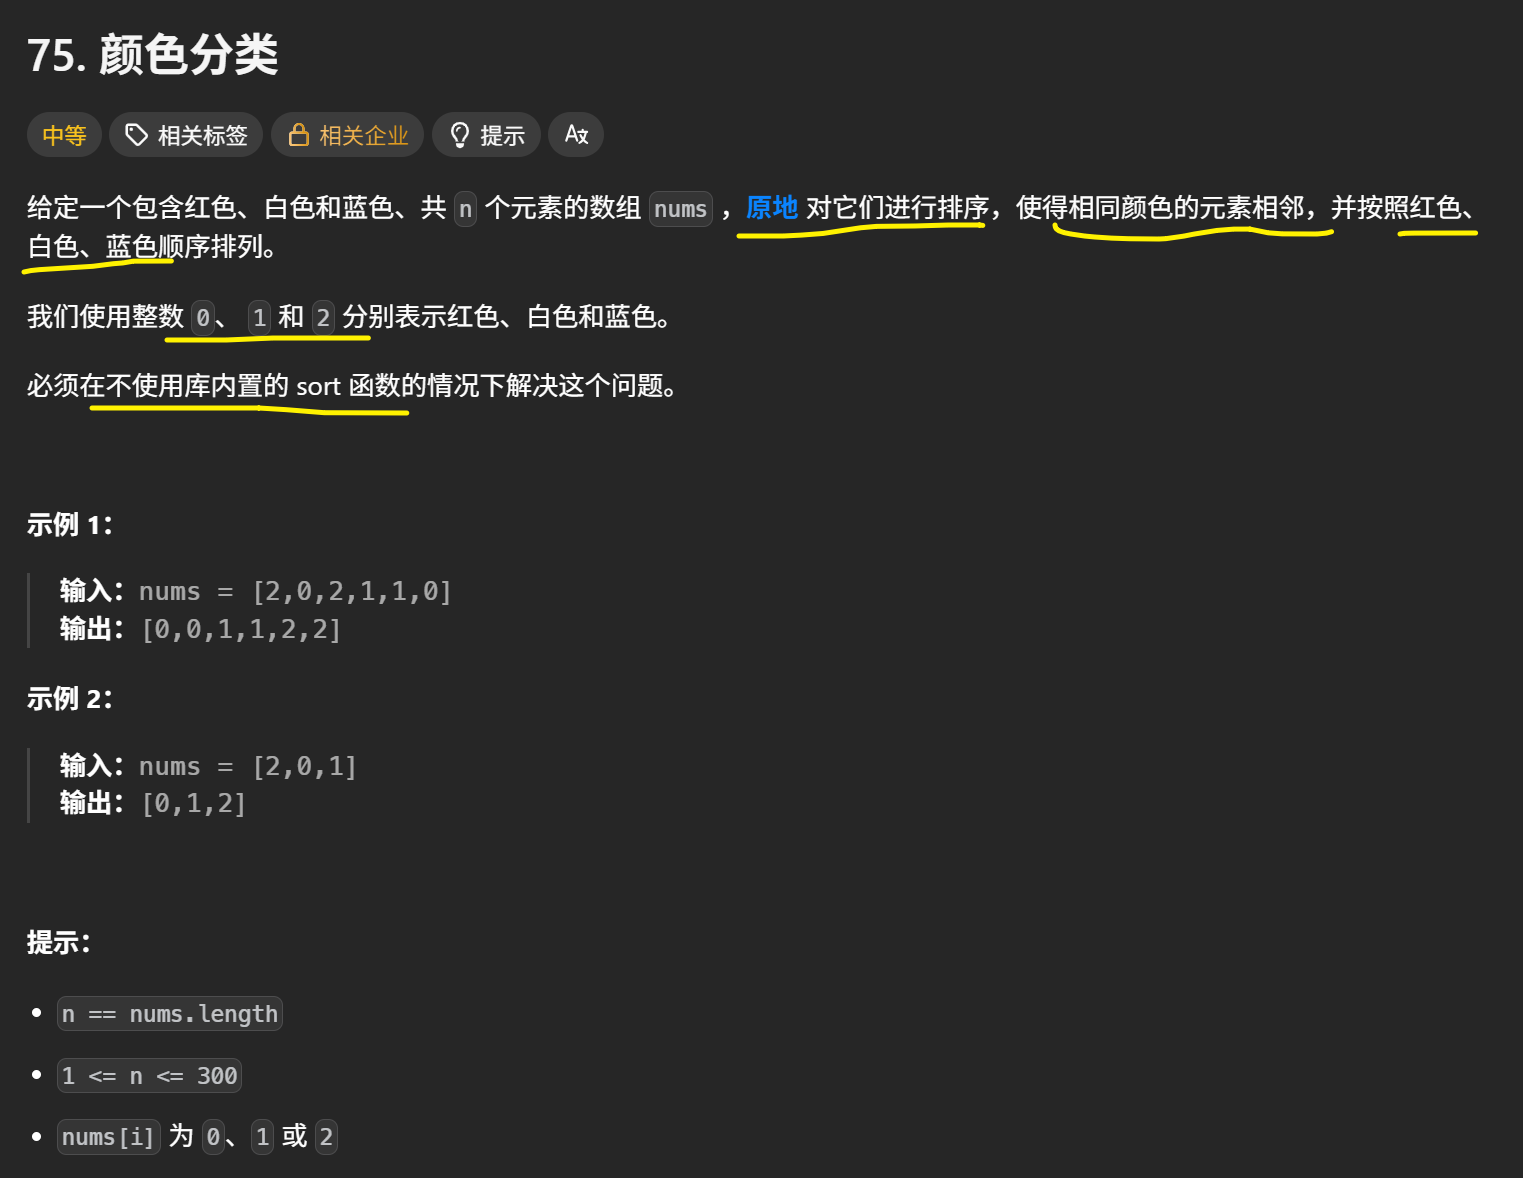 75. 颜色分类
中等 相关标签 相关企业 提示
给定一个包含红色、白色和蓝色、共 n 个元素的数组 nums ，原地 对它们进行排序，使得相同颜色的元素相邻，并按照红色、
白色、蓝色顺序排列。
我们使用整数 0、 1 和 2 分别表示红色、白色和蓝色。
必须在不使用库内置的 sort 函数的情况下解决这个问题。
示例 1：
输入：nums = [2,0,2,1,1,0]
输出：[0,0,1,1,2,2]
示例 2：
输入：nums = [2,0,1]
输出：[0,1,2]
提示：
n == nums.length
1 <= n <= 300
nums[i] 为 0、1 或 2